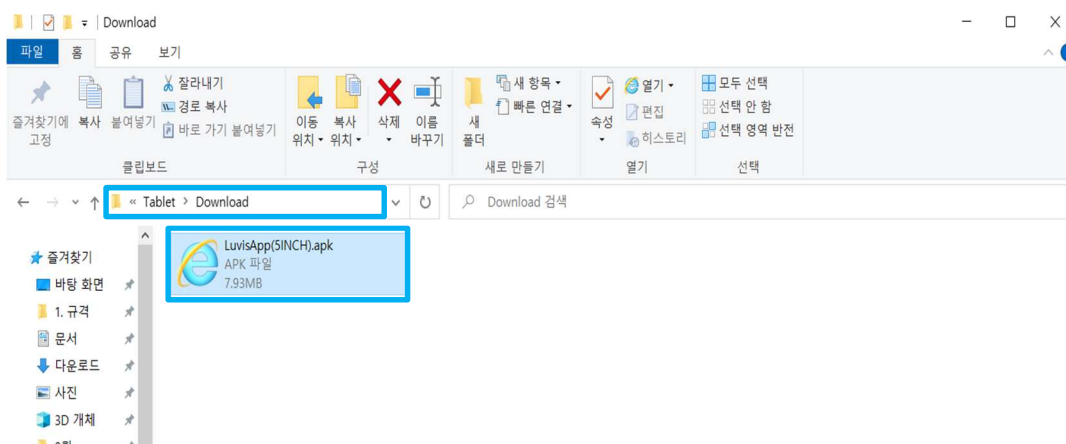 Download
파일 홈 공유 보기
즐겨찾기에 고정
복사
붙여넣기
잘라내기
경로 복사
바로 가기 붙여넣기
클립보드
이동 위치
복사 위치
삭제
이름 바꾸기
구성
새 폴더
새 항목
빠른 연결
새로 만들기
속성
열기
편집
히스토리
열기
모두 선택
선택 안 함
선택 영역 반전
선택
« Tablet > Download
Download 검색
즐겨찾기
바탕 화면
1. 규격
문서
다운로드
사진
3D 개체
LuvisApp(5INCH).apk
APK 파일
7.93MB